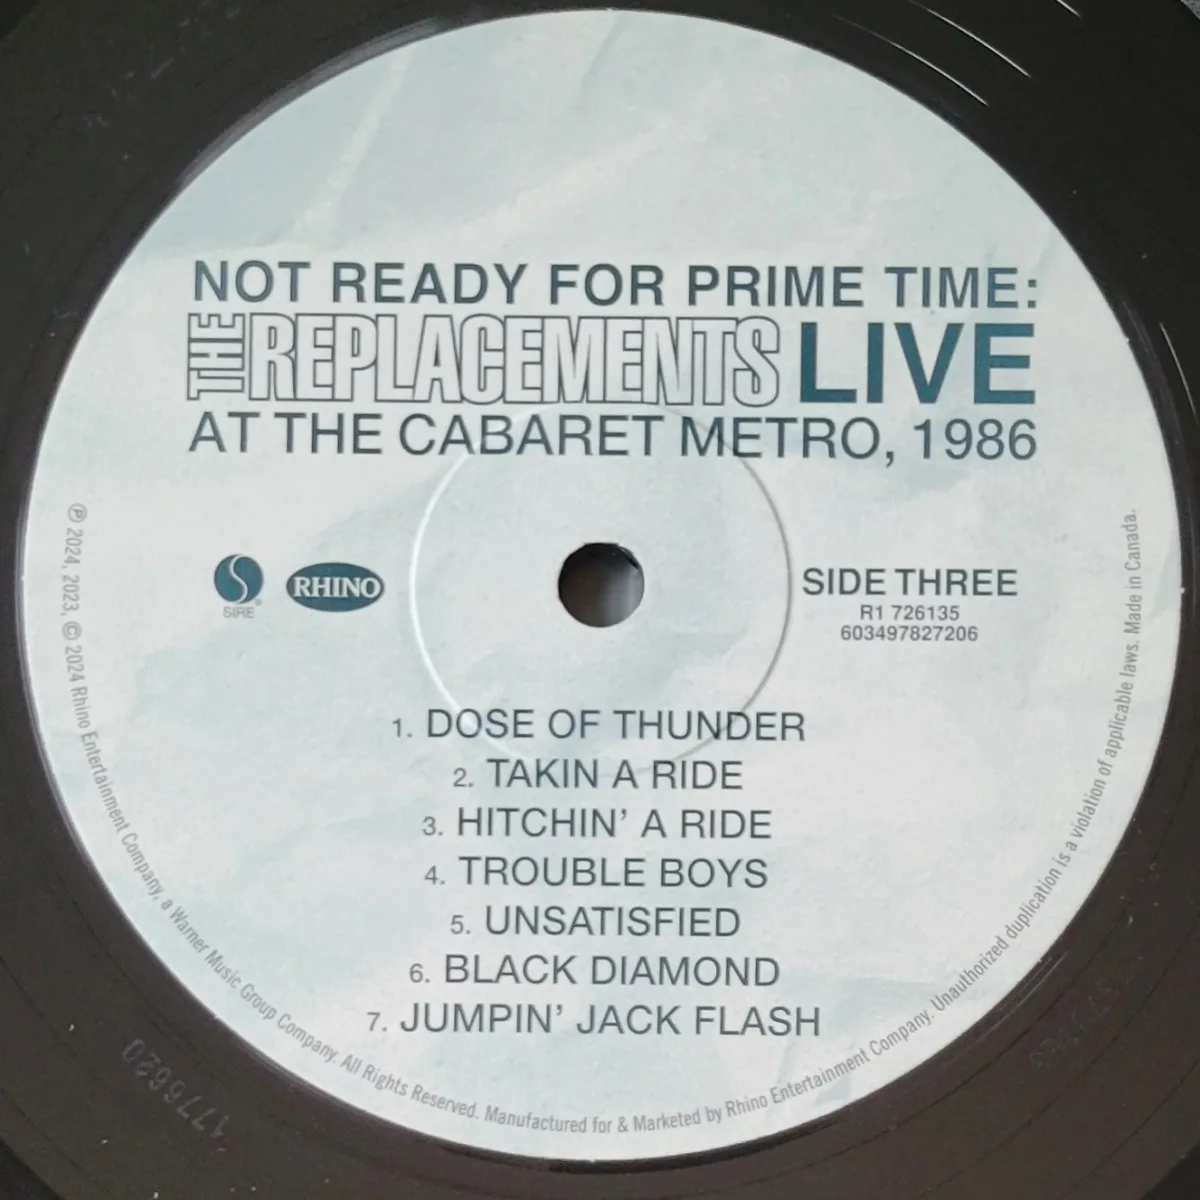 NOT READY FOR PRIME TIME:
THE REPLACEMENTS LIVE
AT THE CABARET METRO, 1986
SIRE®
RHINO
SIDE THREE
R1 726135
603497827206
1. DOSE OF THUNDER
2. TAKIN A RIDE
3. HITCHIN' A RIDE
4. TROUBLE BOYS
5. UNSATISFIED
6. BLACK DIAMOND
7. JUMPIN' JACK FLASH
℗ 2024, 2023, © 2024 Rhino Entertainment Company, a Warner Music Group Company. All Rights Reserved. Manufactured for & Marketed by Rhino Entertainment Company. Unauthorized duplication is a violation of applicable laws. Made in Canada.
1776620